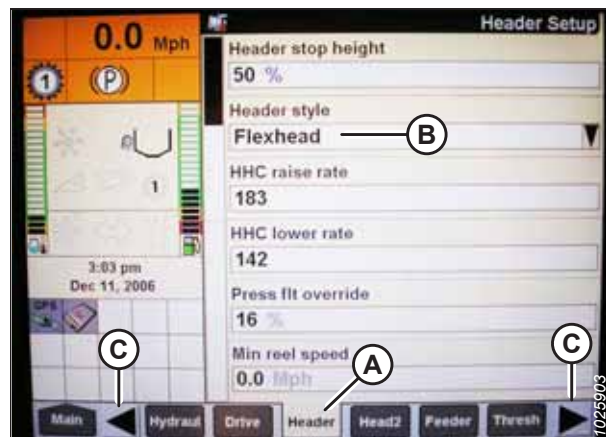 0.0 Mph
Header Setup
1
(P)
Header stop height
50 %
Header style
Flexhead
B
HHC raise rate
183
1
HHC lower rate
142
3:03 pm
Dec 11, 2006
Press flt override
16 %
GPS
Min reel speed
0.0 Mph
A
C
C
Main
Hydraul
Drive
Header
Head2
Feeder
Thresh
1025903